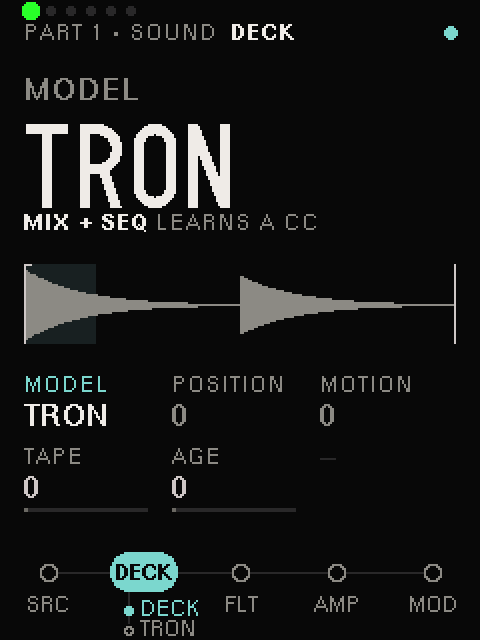 PART 1 · SOUND DECK
MODEL
TRON
MIX + SEQ LEARNS A CC
MODEL POSITION MOTION
TRON 0 0
TAPE AGE —
0 0
DECK
SRC DECK FLT AMP MOD
TRON